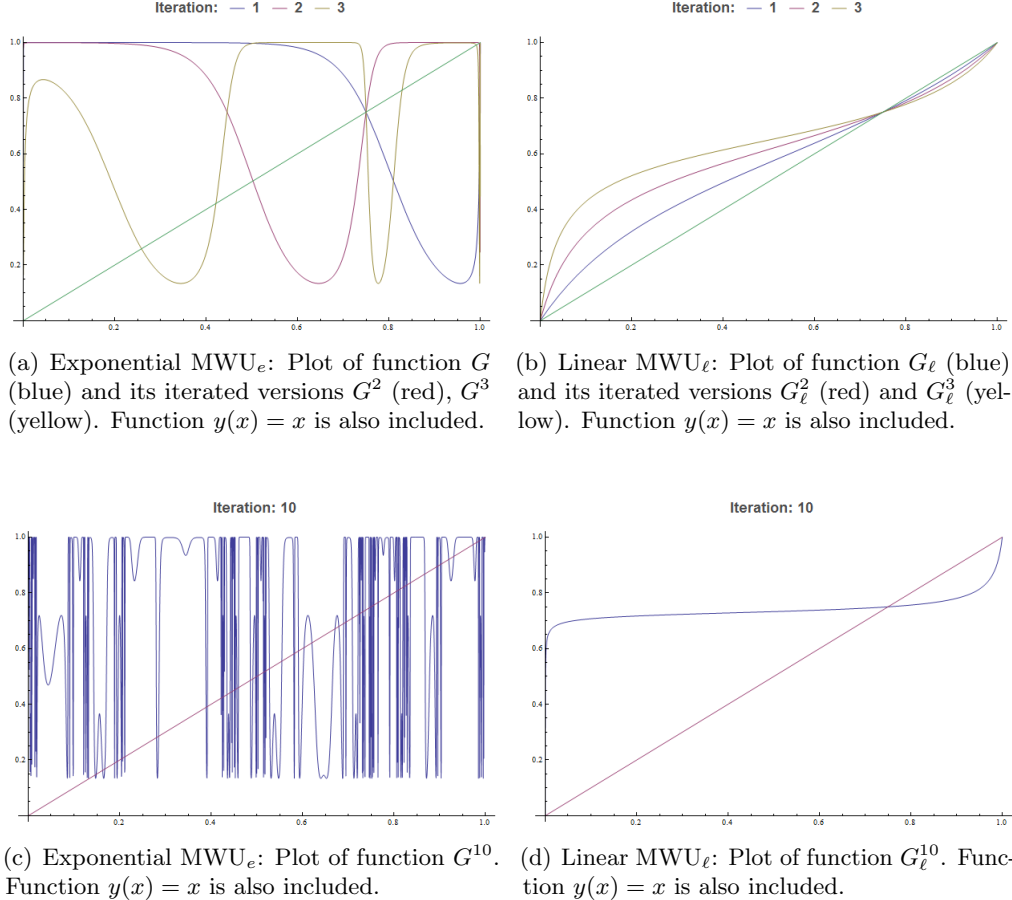 Iteration: — 1 — 2 — 3
1.0
0.8
0.6
0.4
0.2
0.2 0.4 0.6 0.8 1.0
(a) Exponential MWUₑ: Plot of function G
(blue) and its iterated versions G² (red), G³
(yellow). Function y(x) = x is also included.
Iteration: — 1 — 2 — 3
1.0
0.8
0.6
0.4
0.2
0.2 0.4 0.6 0.8 1.0
(b) Linear MWUℓ: Plot of function Gℓ (blue)
and its iterated versions G²ℓ (red) and G³ℓ (yel-
low). Function y(x) = x is also included.
Iteration: 10
1.0
0.8
0.6
0.4
0.2
0.2 0.4 0.6 0.8 1.0
(c) Exponential MWUₑ: Plot of function G¹⁰.
Function y(x) = x is also included.
Iteration: 10
1.0
0.8
0.6
0.4
0.2
0.2 0.4 0.6 0.8 1.0
(d) Linear MWUℓ: Plot of function G¹⁰ℓ. Func-
tion y(x) = x is also included.